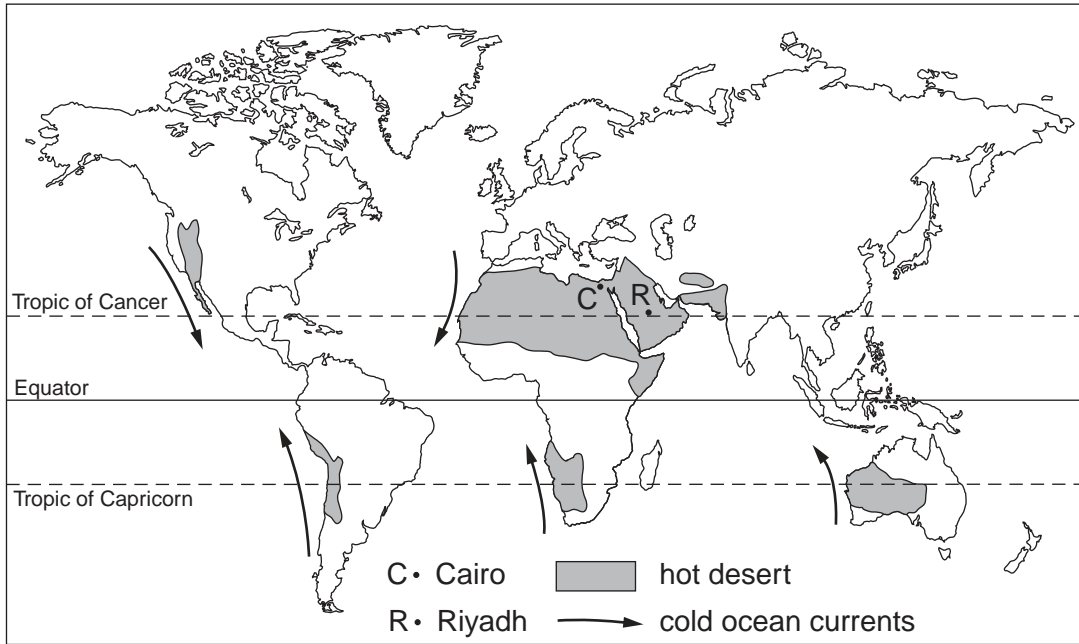 Tropic of Cancer
C
R
Equator
Tropic of Capricorn
C• Cairo
hot desert
R• Riyadh
cold ocean currents